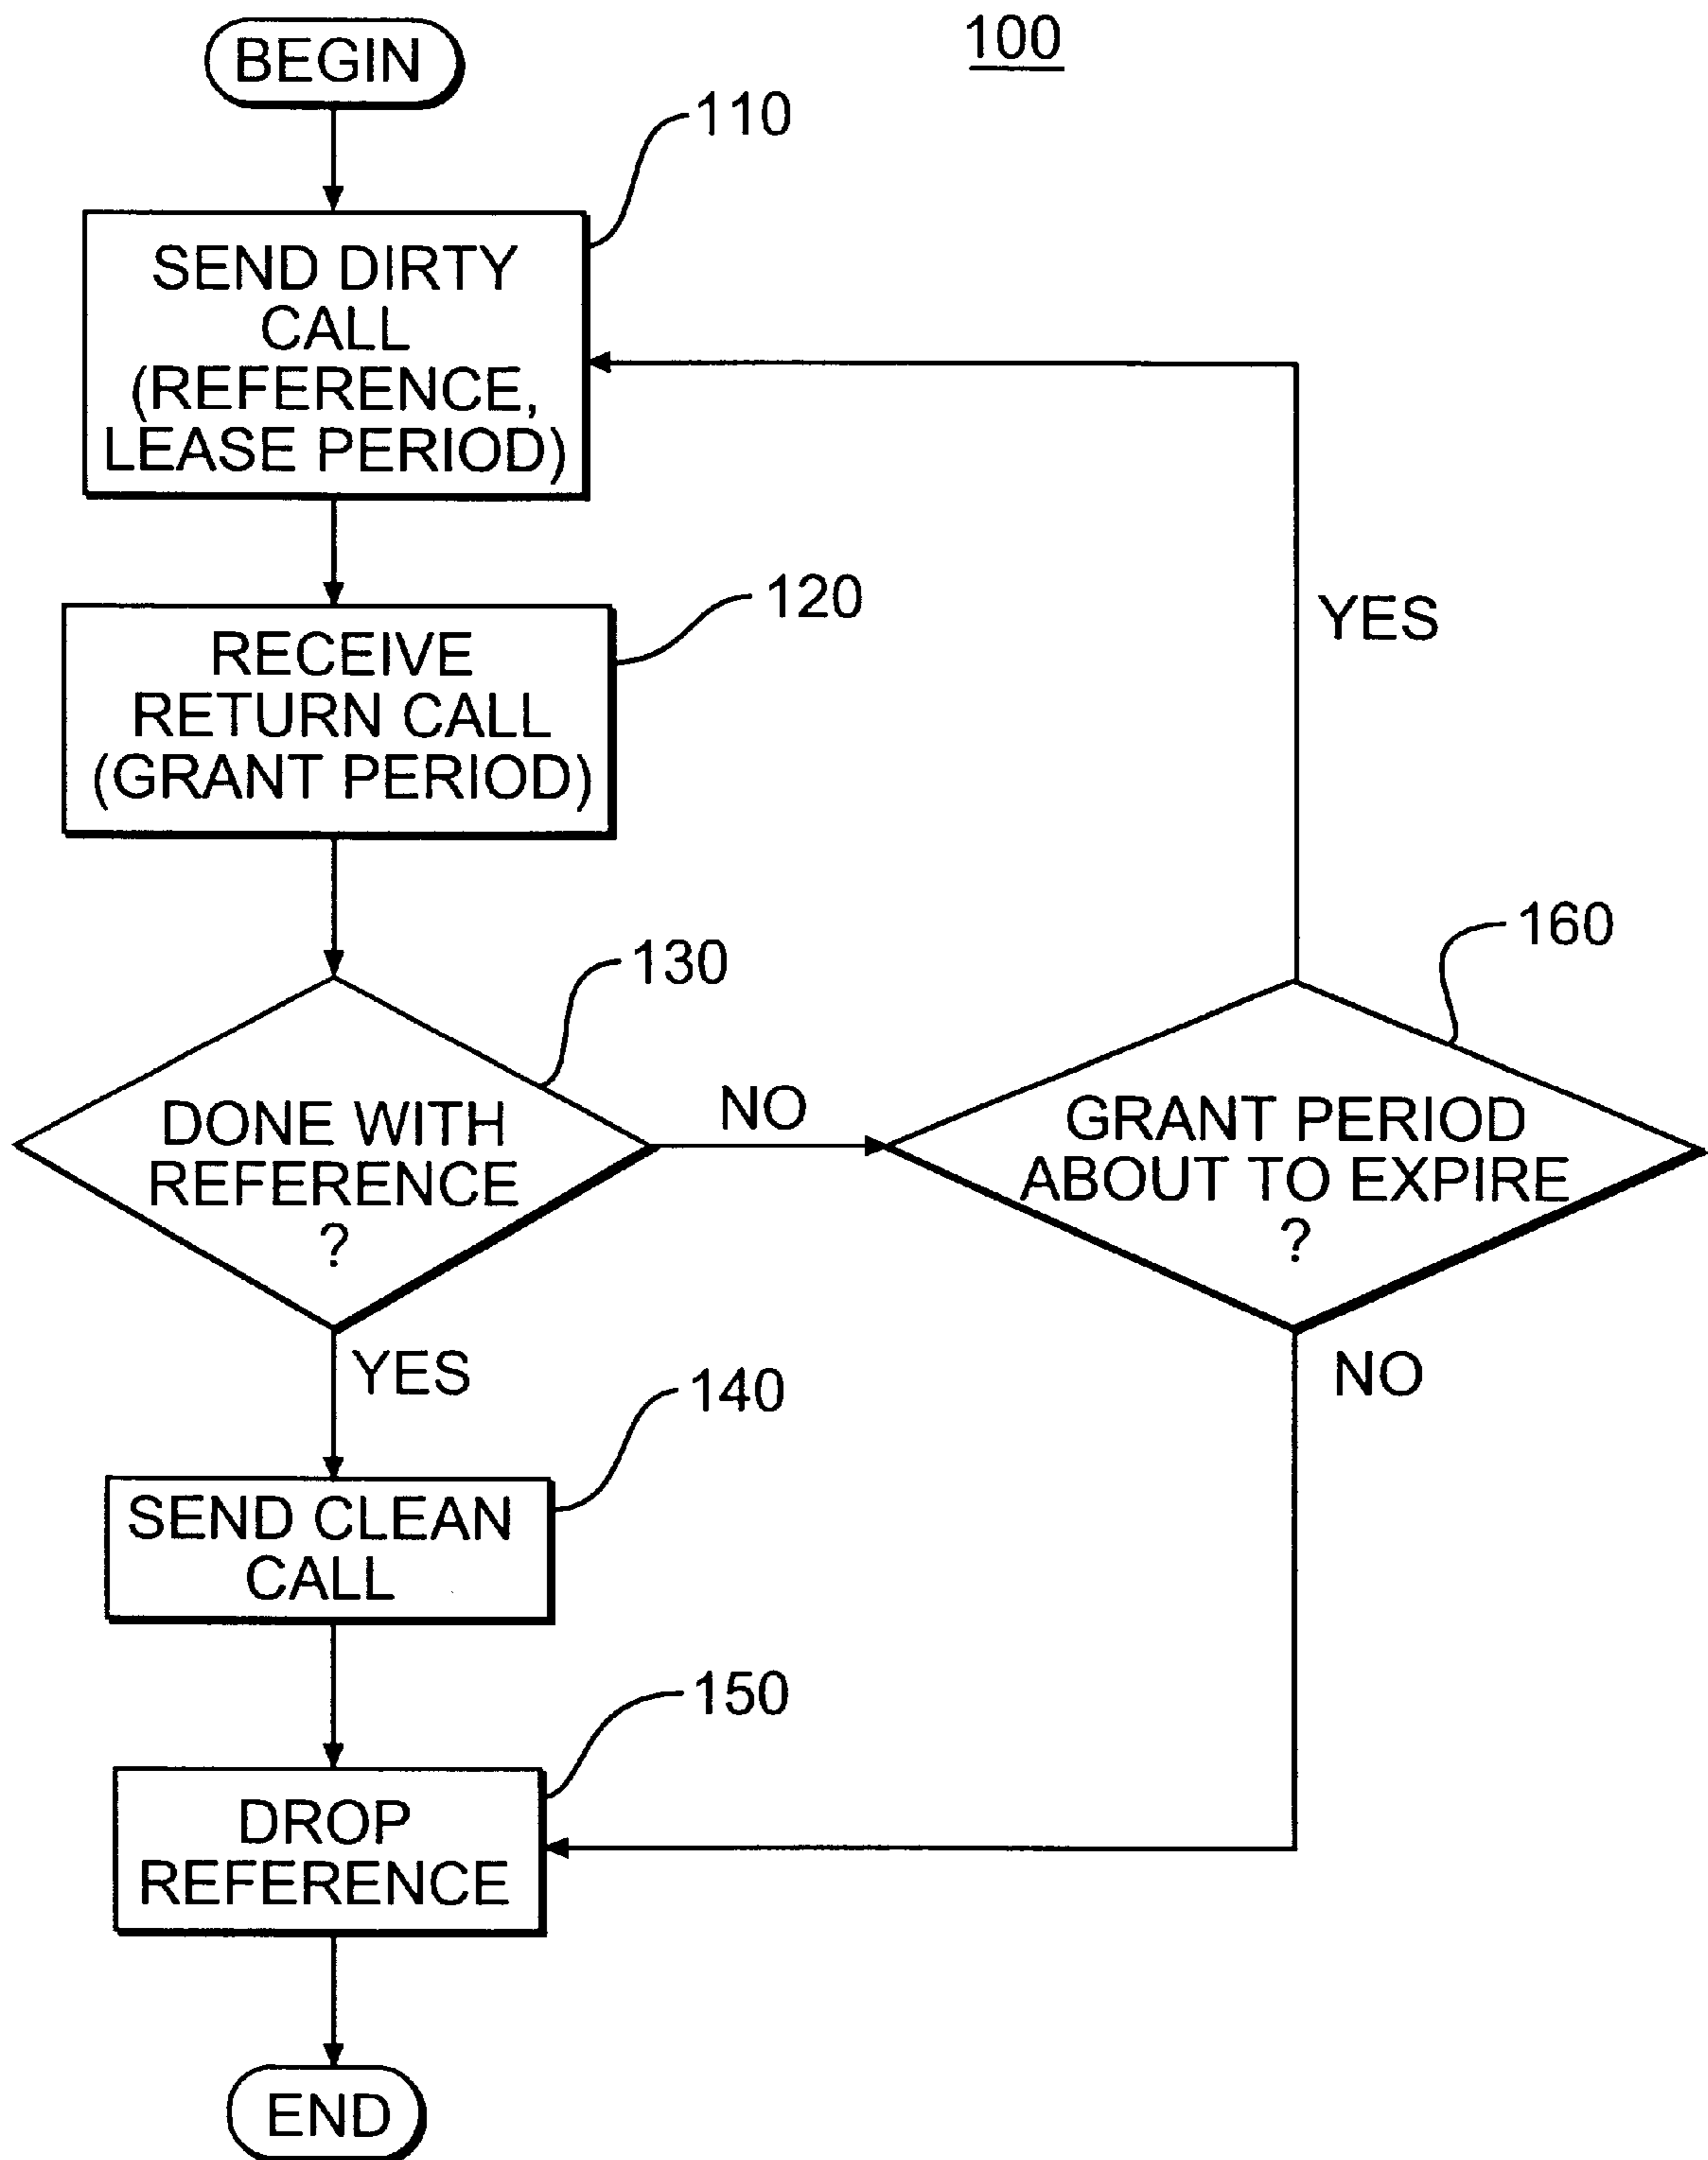 BEGIN
100
110
SEND DIRTY
CALL
(REFERENCE,
LEASE PERIOD)
120
RECEIVE
RETURN CALL
(GRANT PERIOD)
YES
130
DONE WITH
REFERENCE
?
NO
160
GRANT PERIOD
ABOUT TO EXPIRE
?
YES
NO
140
SEND CLEAN
CALL
150
DROP
REFERENCE
END